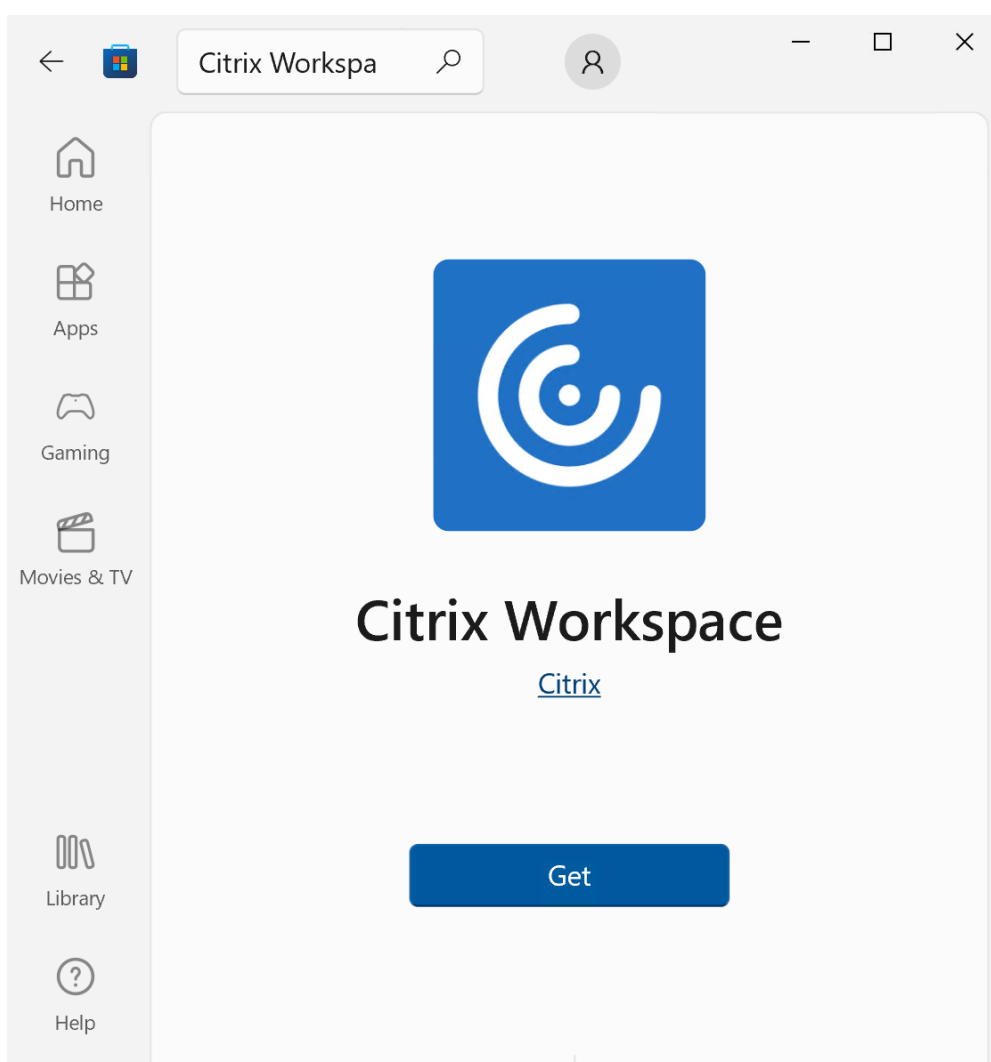 Citrix Workspa
Home
Apps
Gaming
Movies & TV
Citrix Workspace
Citrix
Get
Library
Help